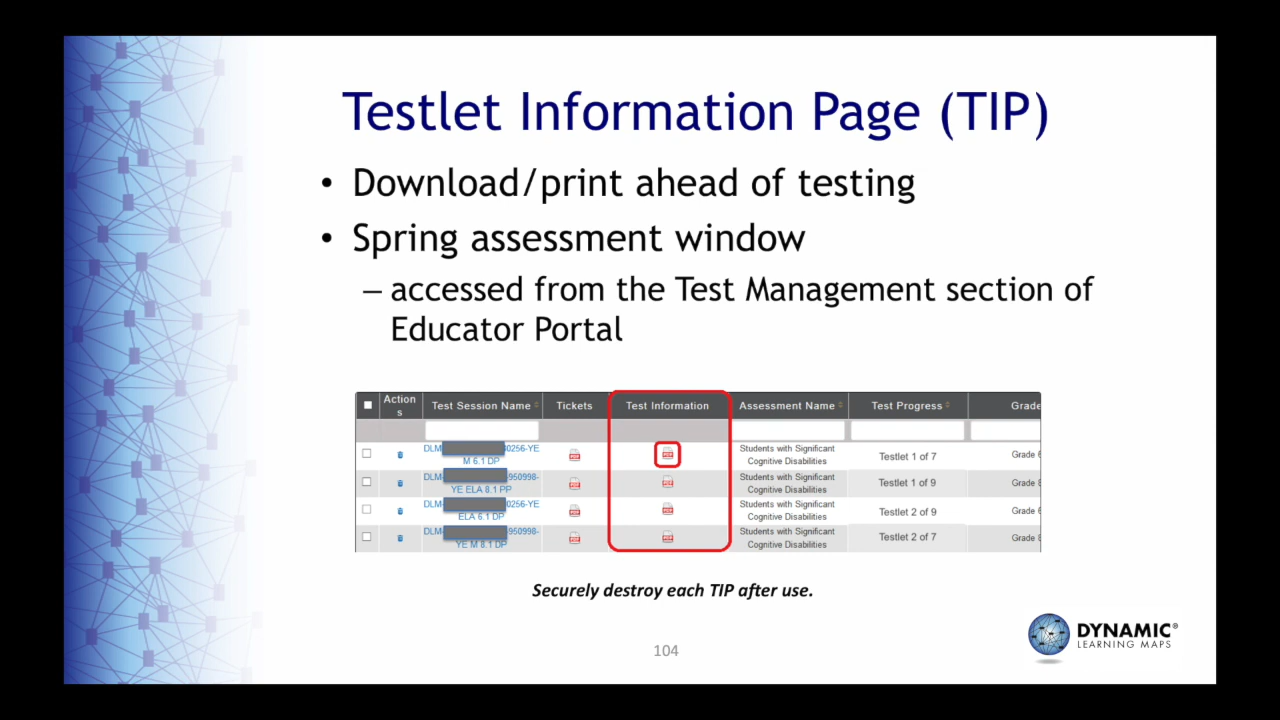 Testlet Information Page (TIP)
• Download/print ahead of testing
• Spring assessment window
– accessed from the Test Management section of
Educator Portal
Action
s
Test Session Name
Tickets
Test Information
Assessment Name
Test Progress
Grade
DLM- 0256-YE
M 6.1 DP
Students with Significant
Cognitive Disabilities
Testlet 1 of 7
Grade
DLM- 950998-
YE ELA 8.1 PP
Students with Significant
Cognitive Disabilities
Testlet 1 of 9
Grade
DLM- 0256-YE
ELA 6.1 DP
Students with Significant
Cognitive Disabilities
Testlet 2 of 9
Grade
DLM- 950998-
YE M 8.1 DP
Students with Significant
Cognitive Disabilities
Testlet 2 of 7
Grade
Securely destroy each TIP after use.
DYNAMIC®
LEARNING MAPS
104